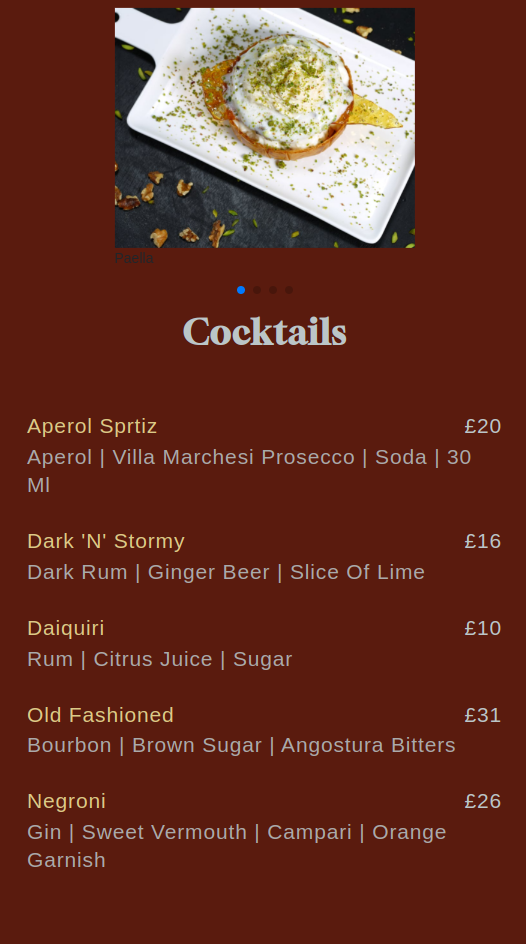 Paella
Cocktails
Aperol Sprtiz £20
Aperol | Villa Marchesi Prosecco | Soda | 30
Ml
Dark 'N' Stormy £16
Dark Rum | Ginger Beer | Slice Of Lime
Daiquiri £10
Rum | Citrus Juice | Sugar
Old Fashioned £31
Bourbon | Brown Sugar | Angostura Bitters
Negroni £26
Gin | Sweet Vermouth | Campari | Orange
Garnish